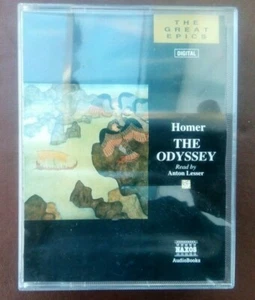 THE
GREAT
EPICS
DIGITAL
Homer
THE
ODYSSEY
Read by
Anton Lesser
NAXOS
AudioBooks